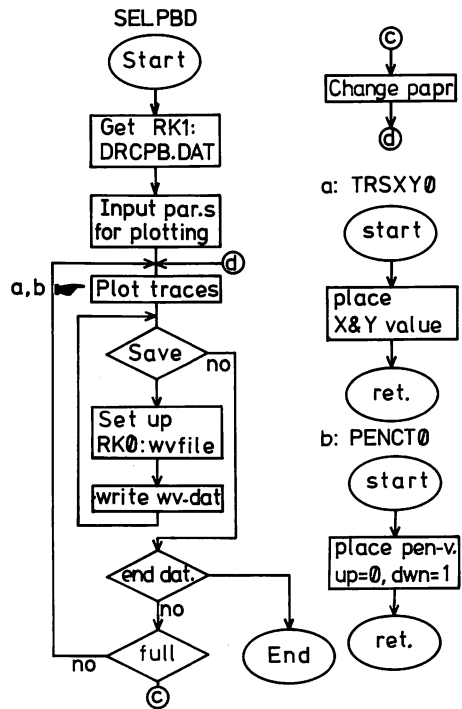 SELPBD
Start
Get RK1:
DRCPB.DAT
Input par.s
for plotting
d
a,b
Plot traces
Save
no
Set up
RK0:wvfile
write wv-dat
end dat.
no
full
no
End
c
c
Change papr
d
a: TRSXY0
start
place
X&Y value
ret.
b: PENCT0
start
place pen-v.
up=0, dwn=1
ret.